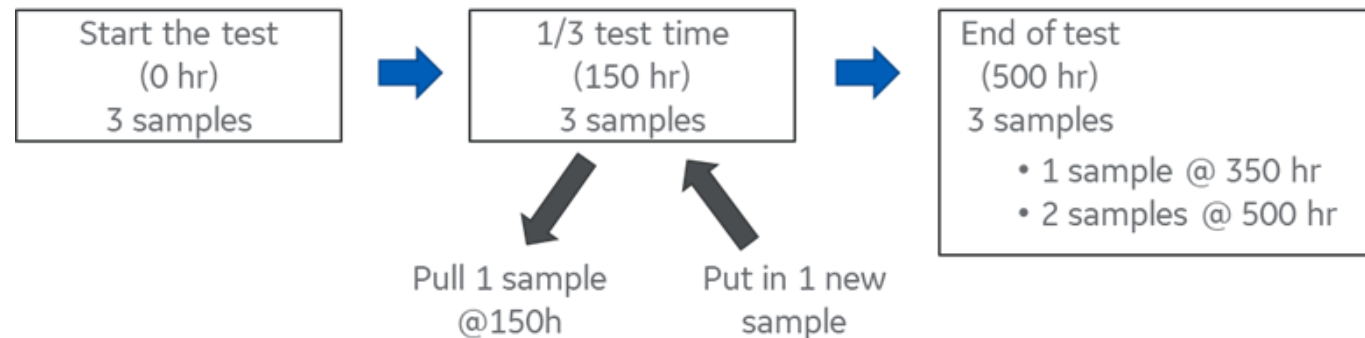 Start the test
(0 hr)
3 samples
1/3 test time
(150 hr)
3 samples
End of test
(500 hr)
3 samples
• 1 sample @ 350 hr
• 2 samples @ 500 hr
Pull 1 sample
@150h
Put in 1 new
sample